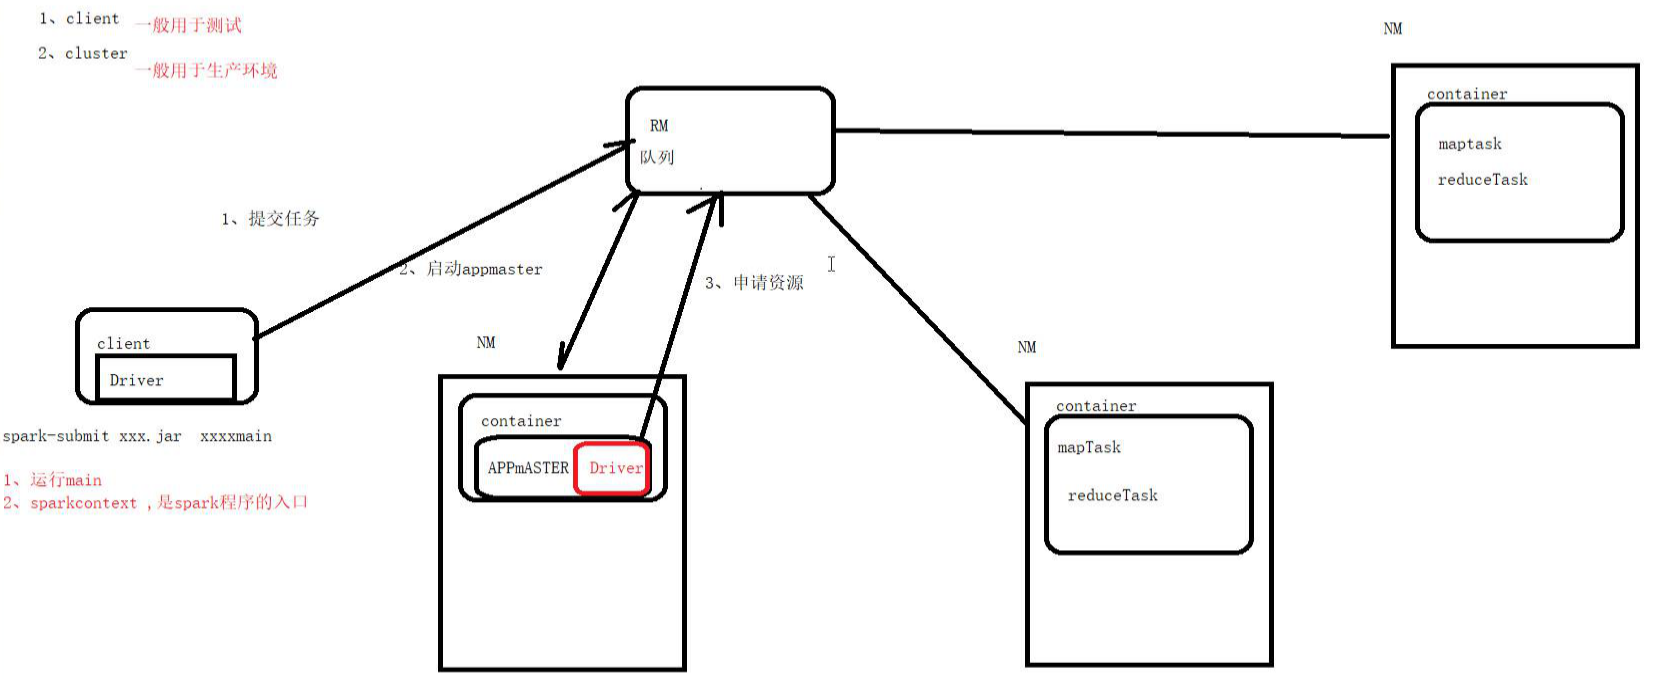 1、client 一般用于测试
2、cluster 一般用于生产环境
NM
container
maptask
reduceTask
RM
队列
1、提交任务
2、启动appmaster
3、申请资源
client
Driver
spark-submit xxx.jar xxxxmain
1、运行main
2、sparkcontext ,是spark程序的入口
NM
container
APPmASTER Driver
NM
container
mapTask
reduceTask